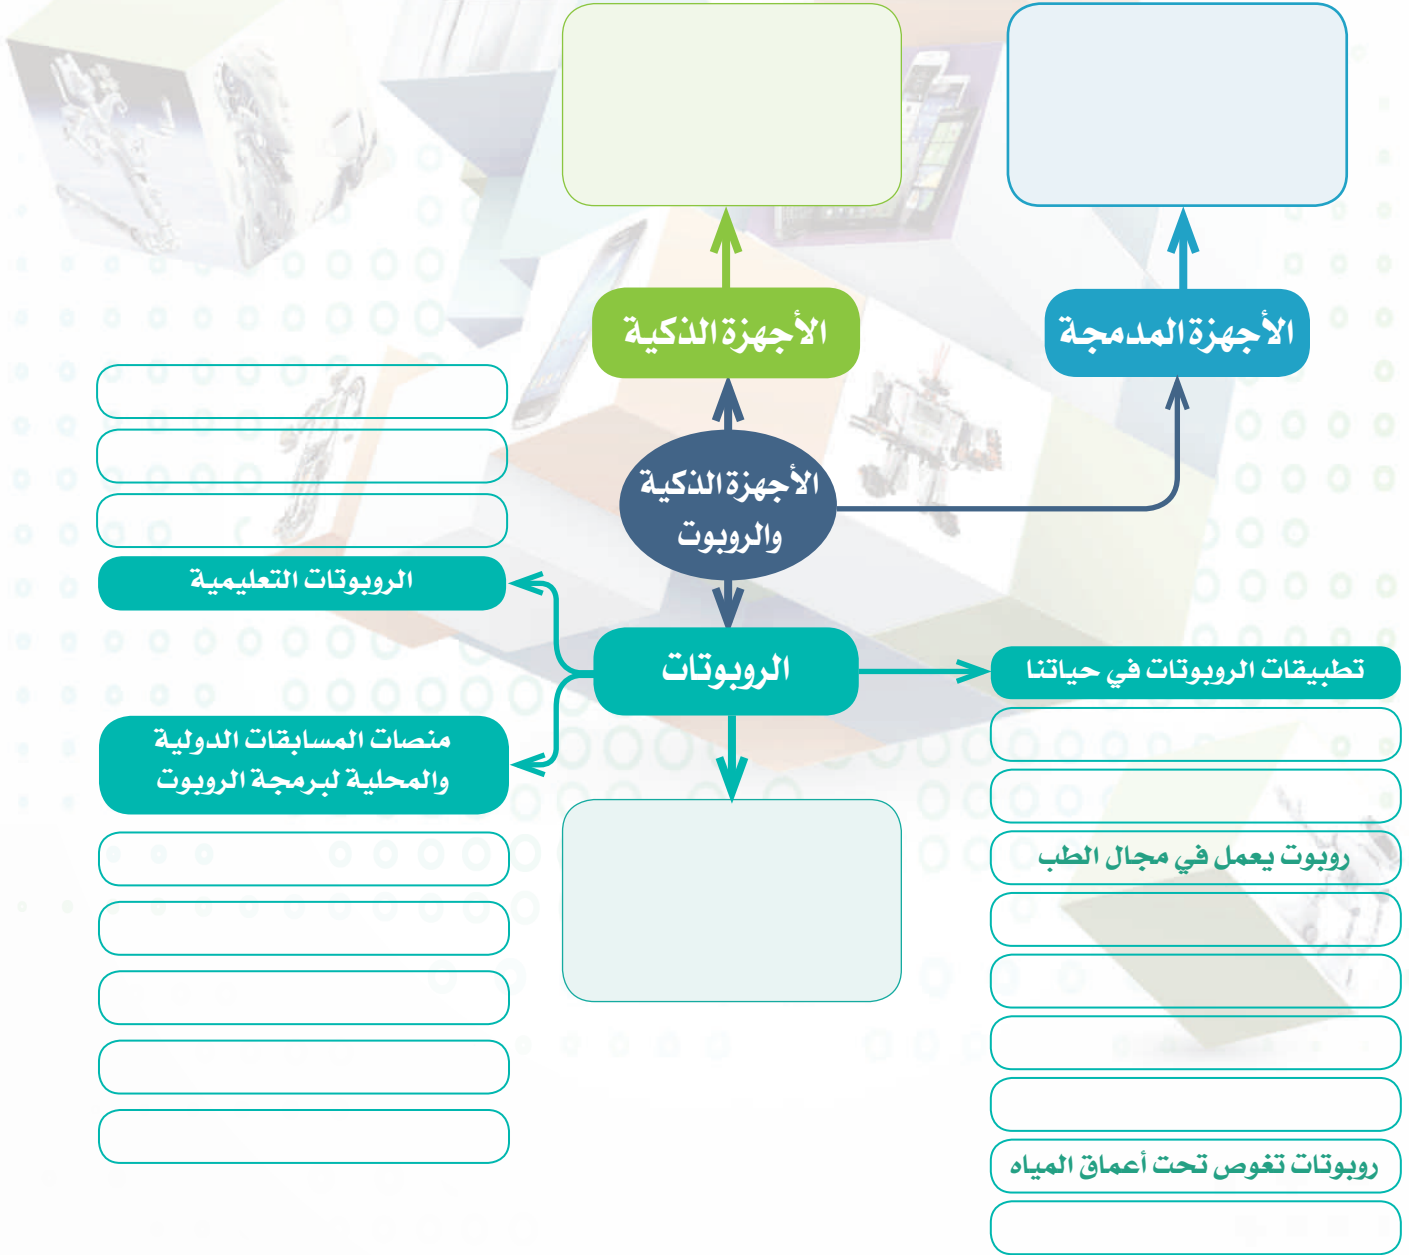 الأجهزة المدمجة
الأجهزة الذكية
الأجهزة الذكية
والروبوت
الروبوتات التعليمية
الروبوتات
تطبيقات الروبوتات في حياتنا
منصات المسابقات الدولية
والمحلية لبرمجة الروبوت
روبوت يعمل في مجال الطب
روبوتات تغوص تحت أعماق المياه